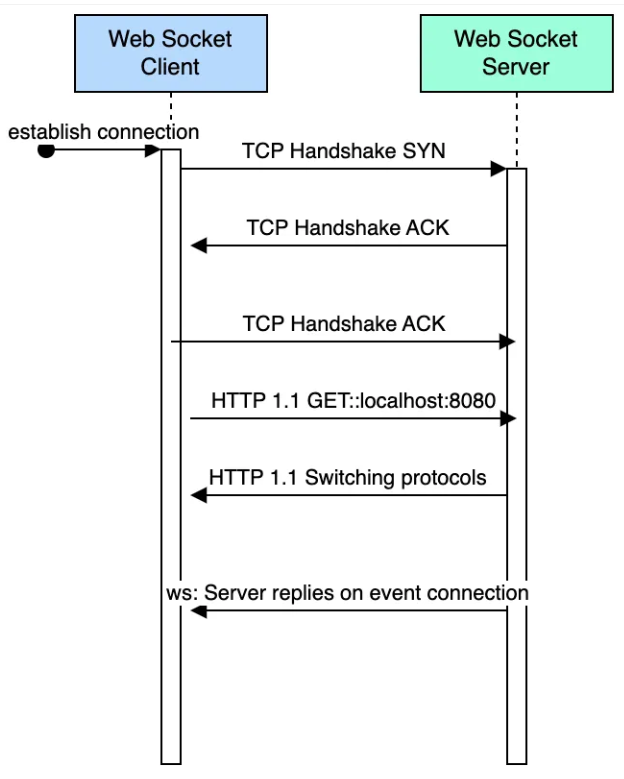 Web Socket
Client
Web Socket
Server
establish connection
TCP Handshake SYN
TCP Handshake ACK
TCP Handshake ACK
HTTP 1.1 GET::localhost:8080
HTTP 1.1 Switching protocols
ws: Server replies on event connection